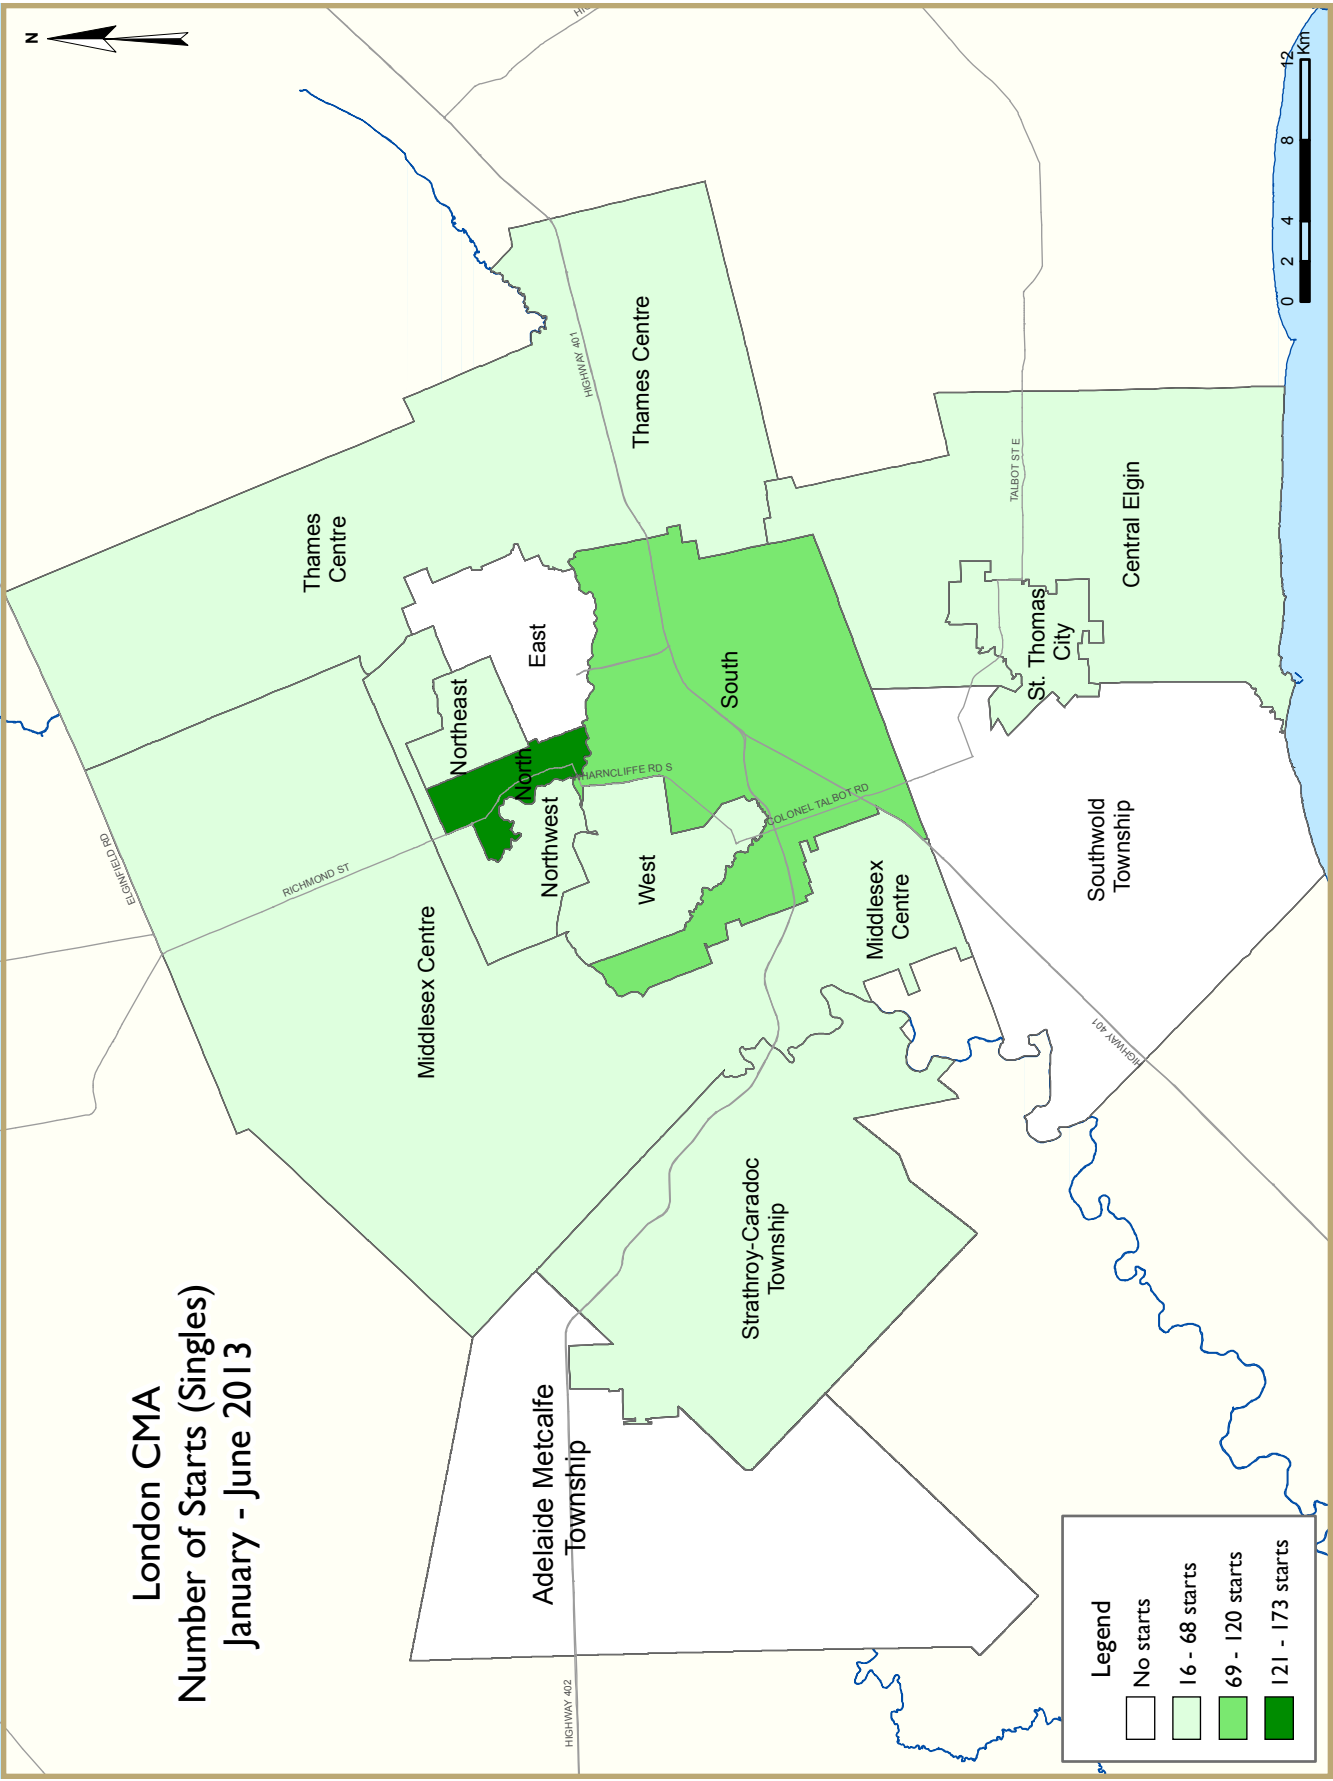 London CMA
Number of Starts (Singles)
January - June 2013
N
ELGINFIELD RD
RICHMOND ST
Thames
Centre
Middlesex Centre
Northeast
North
East
Northwest
WHARNCLIFFE RD S
West
South
HIGHWAY 401
Thames Centre
Adelaide Metcalfe
Township
HIGHWAY 402
Strathroy-Caradoc
Township
COLONEL TALBOT RD
Middlesex
Centre
TALBOT ST E
St. Thomas
City
Central Elgin
Southwold
Township
HIGHWAY 401
Legend
No starts
16 - 68 starts
69 - 120 starts
121 - 173 starts
0 2 4 8 12
Km